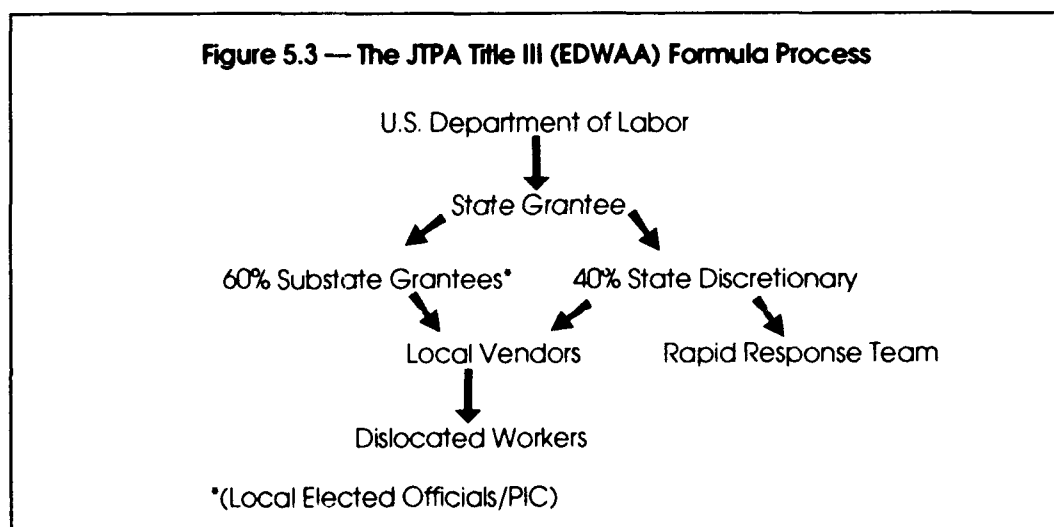 Figure 5.3 — The JTPA Title III (EDWAA) Formula Process
U.S. Department of Labor
State Grantee
60% Substate Grantees* 40% State Discretionary
Local Vendors Rapid Response Team
Dislocated Workers
*(Local Elected Officials/PIC)